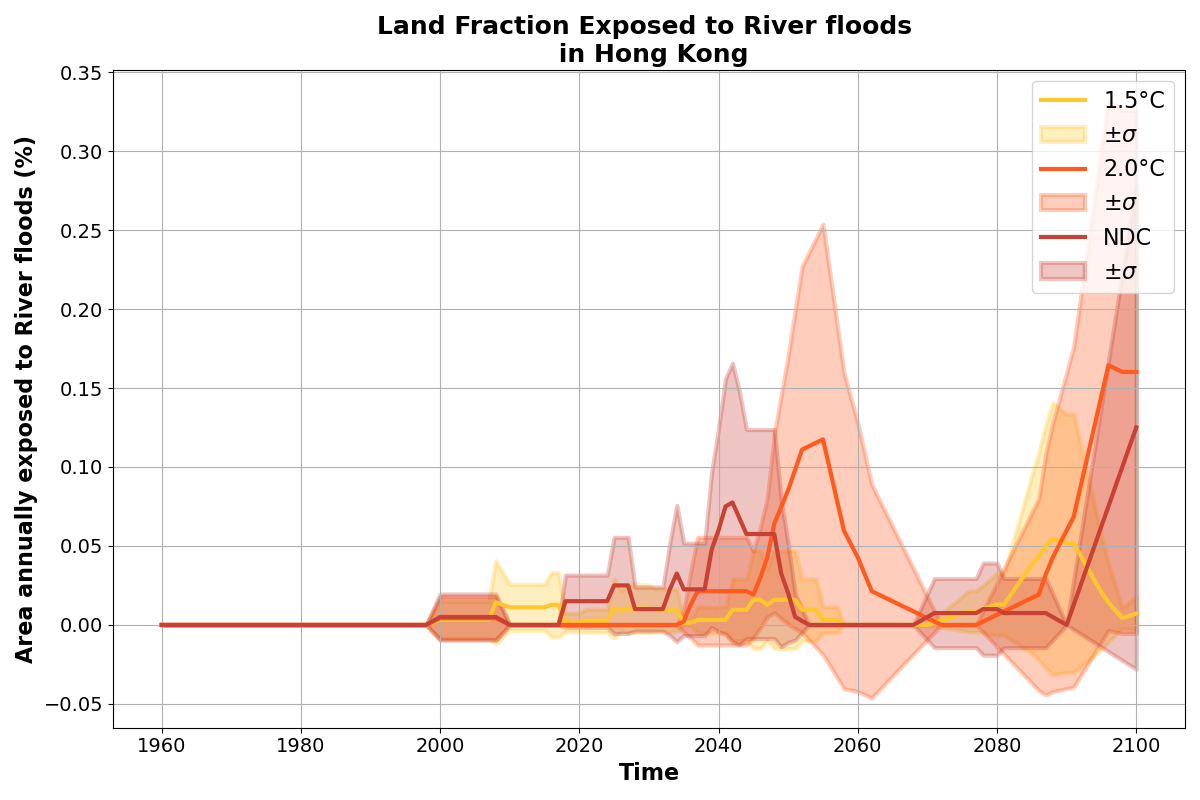 Land Fraction Exposed to River floods
in Hong Kong
Area annually exposed to River floods (%)
0.35
0.30
0.25
0.20
0.15
0.10
0.05
0.00
−0.05
1960
1980
2000
2020
2040
2060
2080
2100
Time
1.5°C
±σ
2.0°C
±σ
NDC
±σ